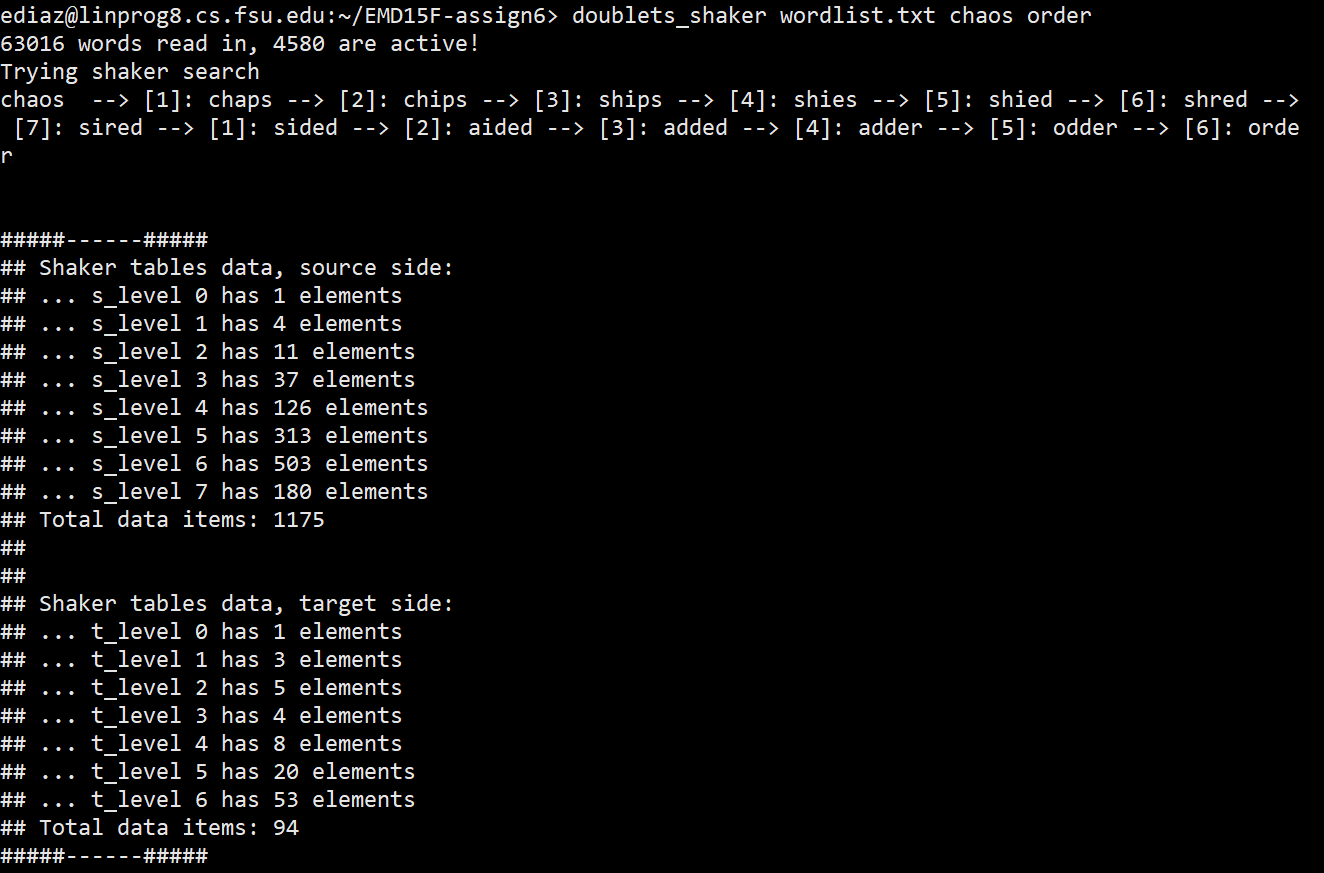 ediaz@linprog8.cs.fsu.edu:~/EMD15F-assign6> doublets_shaker wordlist.txt chaos order
63016 words read in, 4580 are active!
Trying shaker search
chaos  --> [1]: chaps --> [2]: chips --> [3]: ships --> [4]: shies --> [5]: shied --> [6]: shred -->
 [7]: sired --> [1]: sided --> [2]: aided --> [3]: added --> [4]: adder --> [5]: odder --> [6]: orde
r
#####------#####
## Shaker tables data, source side:
## ... s_level 0 has 1 elements
## ... s_level 1 has 4 elements
## ... s_level 2 has 11 elements
## ... s_level 3 has 37 elements
## ... s_level 4 has 126 elements
## ... s_level 5 has 313 elements
## ... s_level 6 has 503 elements
## ... s_level 7 has 180 elements
## Total data items: 1175
##
##
## Shaker tables data, target side:
## ... t_level 0 has 1 elements
## ... t_level 1 has 3 elements
## ... t_level 2 has 5 elements
## ... t_level 3 has 4 elements
## ... t_level 4 has 8 elements
## ... t_level 5 has 20 elements
## ... t_level 6 has 53 elements
## Total data items: 94
#####------#####